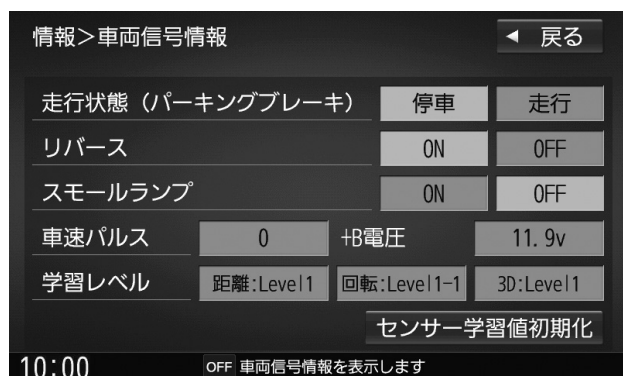 情報>車両信号情報 ◀ 戻る
走行状態（パーキングブレーキ） 停車 走行
リバース ON OFF
スモールランプ ON OFF
車速パルス 0 +B電圧 11.9v
学習レベル 距離:Level1 回転:Level1-1 3D:Level1
センサー学習値初期化
10:00 OFF 車両信号情報を表示します